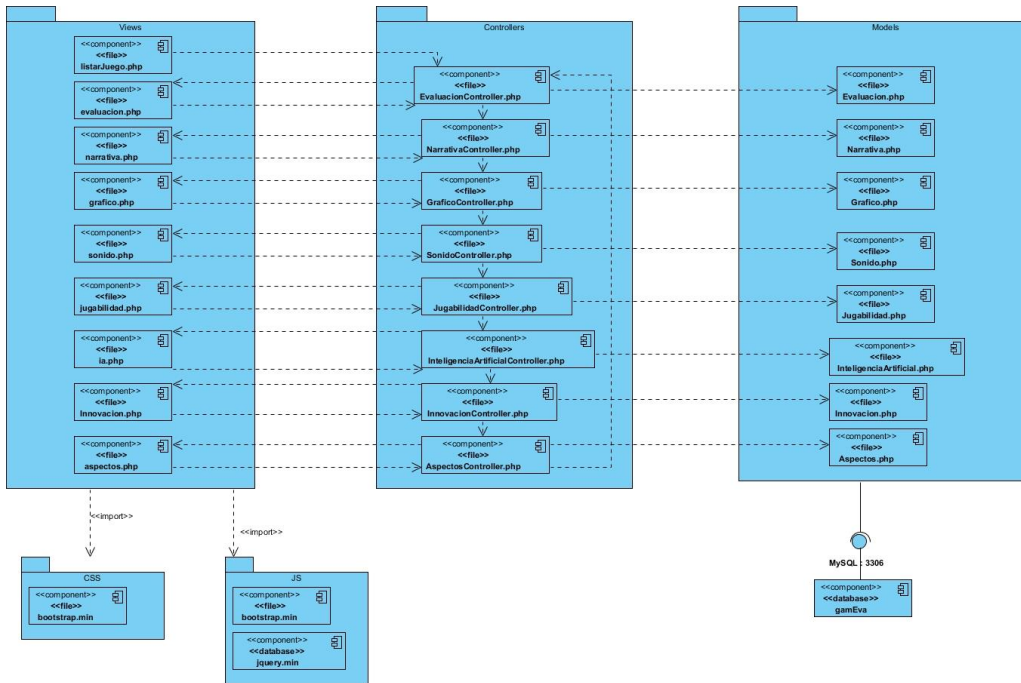 Views
<<component>>
<<file>>
listarJuego.php
<<component>>
<<file>>
evaluacion.php
<<component>>
<<file>>
narrativa.php
<<component>>
<<file>>
grafico.php
<<component>>
<<file>>
sonido.php
<<component>>
<<file>>
jugabilidad.php
<<component>>
<<file>>
ia.php
<<component>>
<<file>>
Innovacion.php
<<component>>
<<file>>
aspectos.php
Controllers
<<component>>
<<file>>
EvaluacionController.php
<<component>>
<<file>>
NarrativaController.php
<<component>>
<<file>>
GraficoController.php
<<component>>
<<file>>
SonidoController.php
<<component>>
<<file>>
JugabilidadController.php
<<component>>
<<file>>
InteligenciaArtificialController.php
<<component>>
<<file>>
InnovacionController.php
<<component>>
<<file>>
AspectosController.php
Models
<<component>>
<<file>>
Evaluacion.php
<<component>>
<<file>>
Narrativa.php
<<component>>
<<file>>
Grafico.php
<<component>>
<<file>>
Sonido.php
<<component>>
<<file>>
Jugabilidad.php
<<component>>
<<file>>
InteligenciaArtificial.php
<<component>>
<<file>>
Innovacion.php
<<component>>
<<file>>
Aspectos.php
<<import>>
<<import>>
CSS
<<component>>
<<file>>
bootstrap.min
JS
<<component>>
<<file>>
bootstrap.min
<<component>>
<<database>>
jquery.min
MySQL : 3306
<<component>>
<<database>>
gamEva